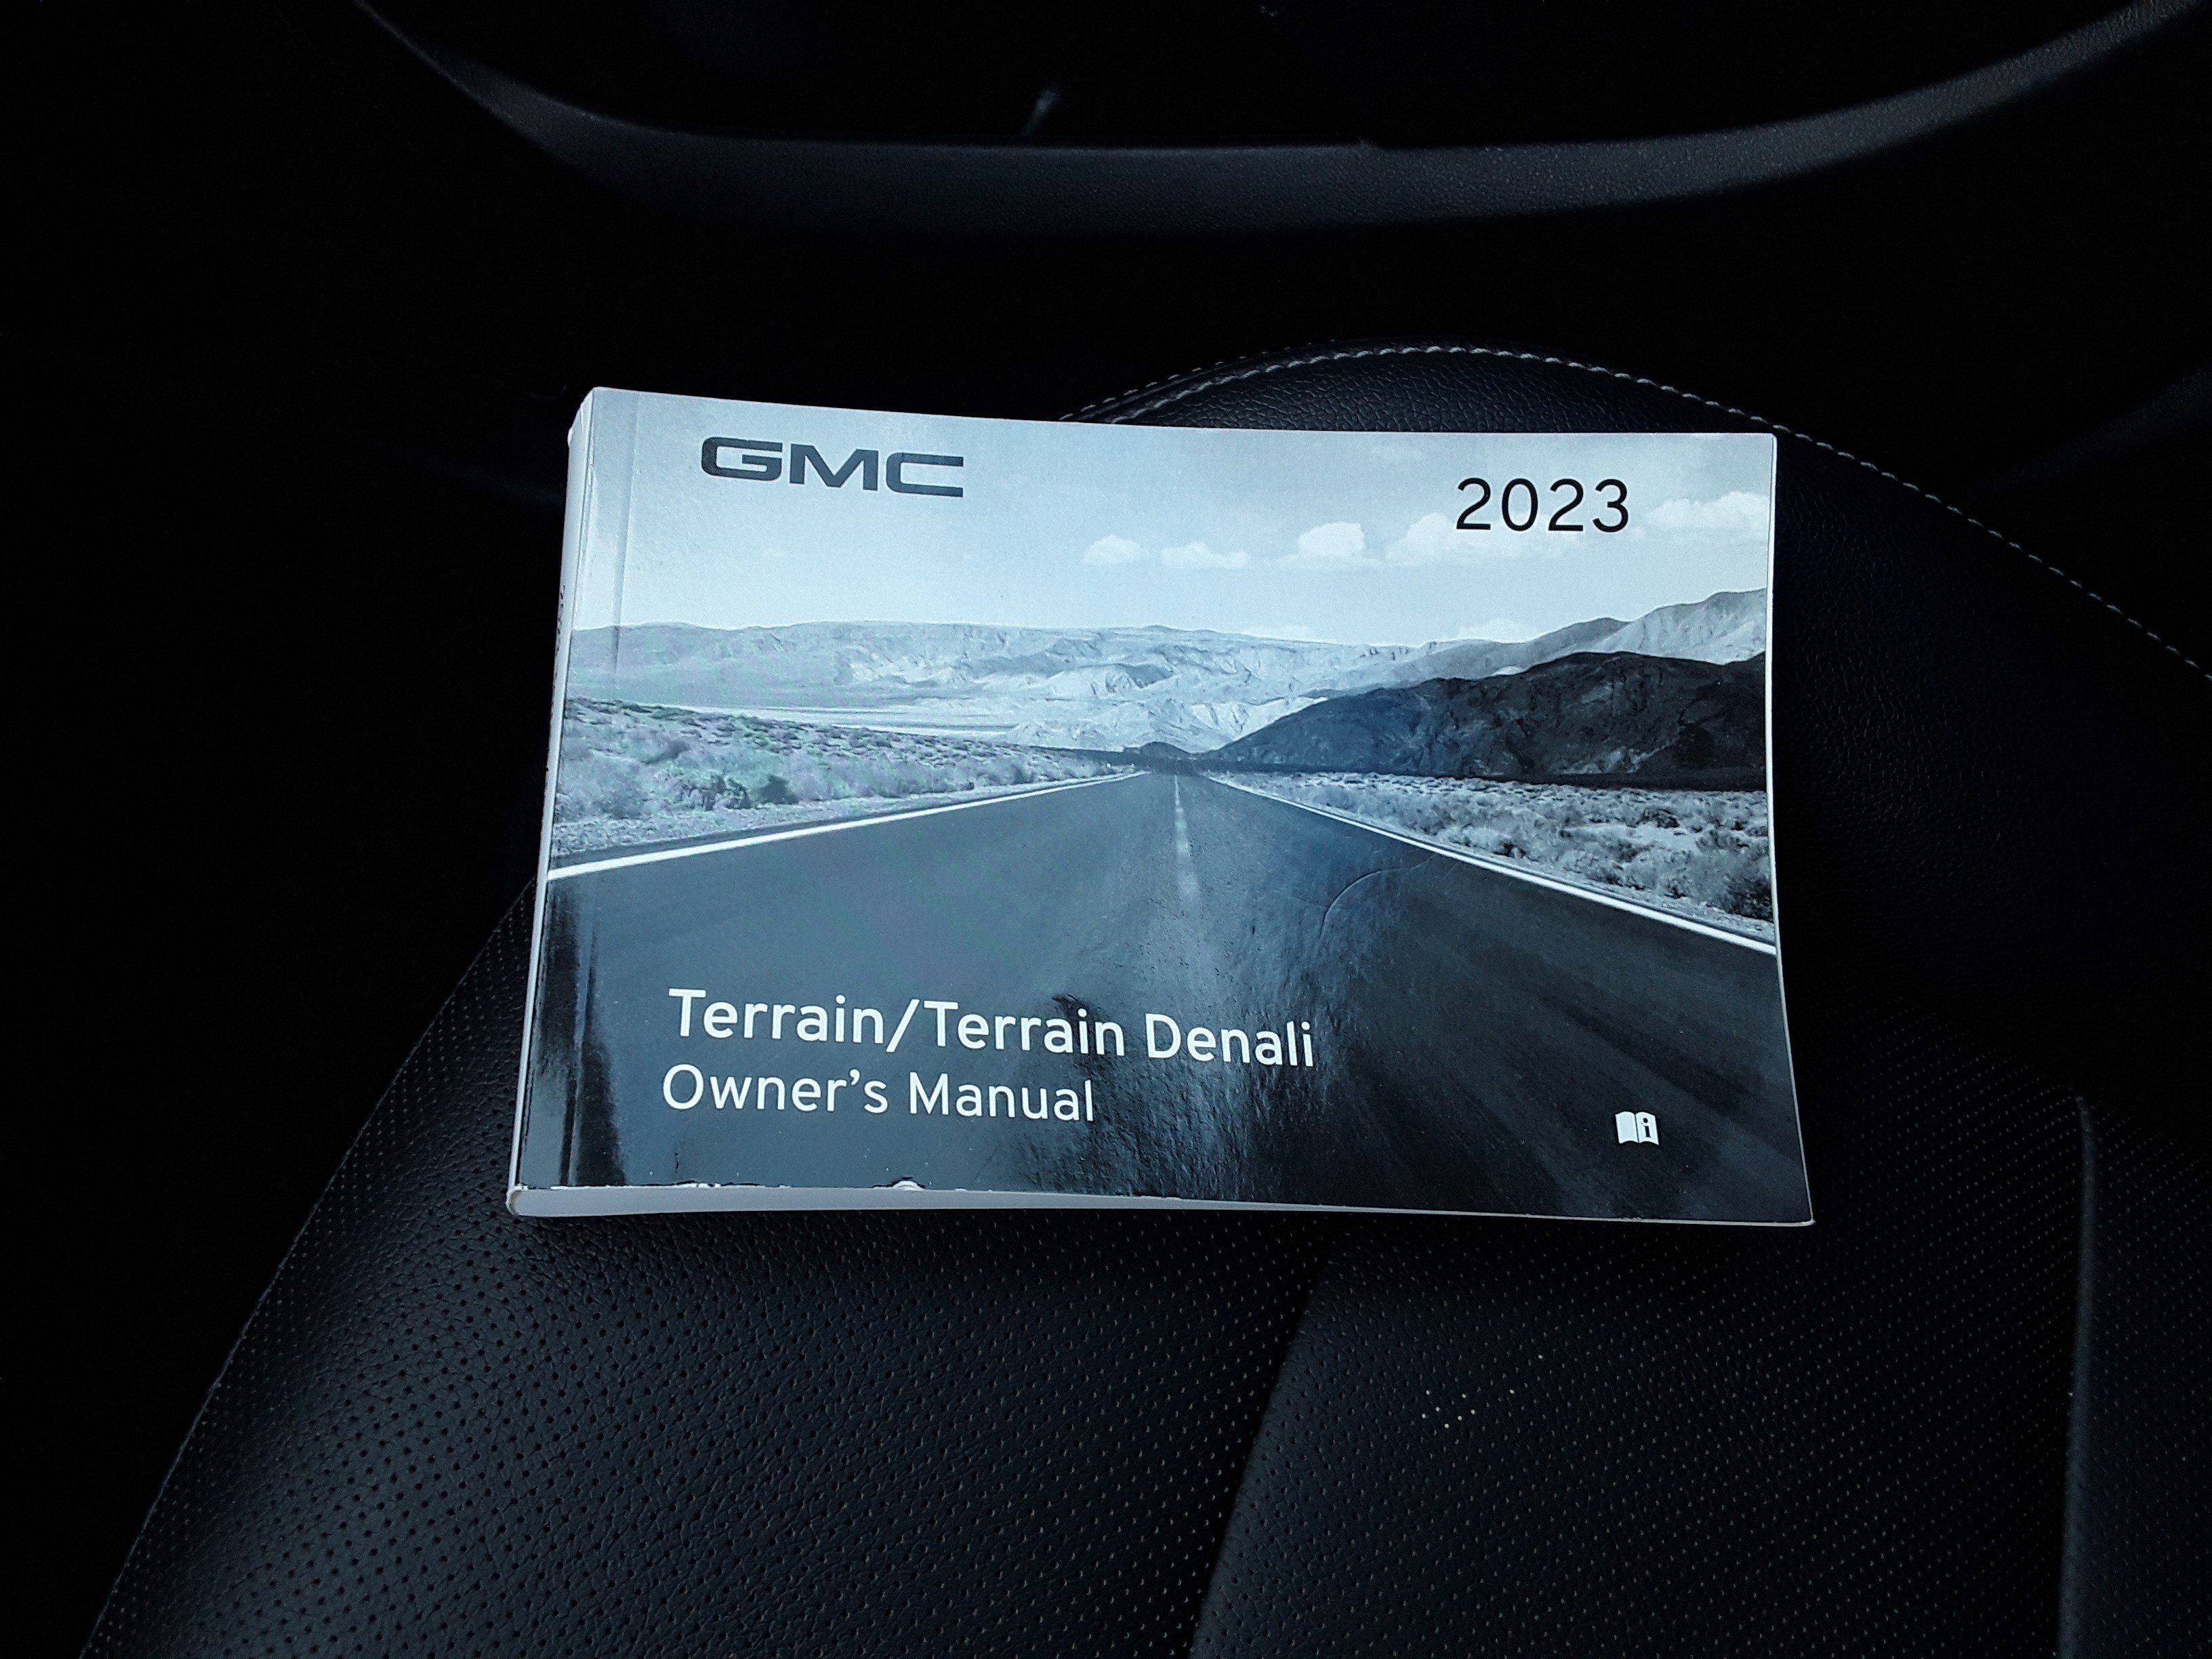 GMC
2023
Terrain/Terrain Denali
Owner's Manual